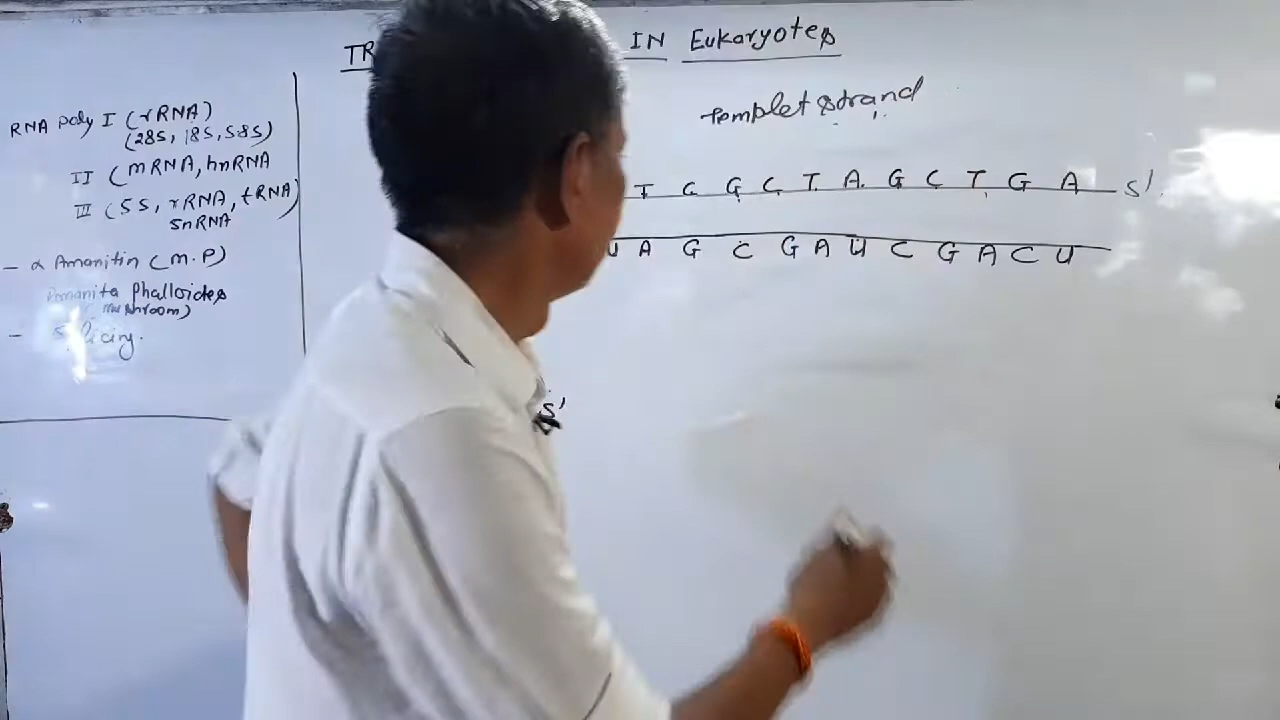 TR IN Eukaryotes
templet strand
RNA poly I (rRNA)
(28S, 18S, 5.8S)
II (mRNA, hnRNA
III (5S, rRNA, tRNA)
SnRNA
- α Amanitin (M.P)
Amanita Phalloides
(mushroom)
- Splicing.
T C G C T A G C T G A 5'
U A G C G A U C G A C U
5'